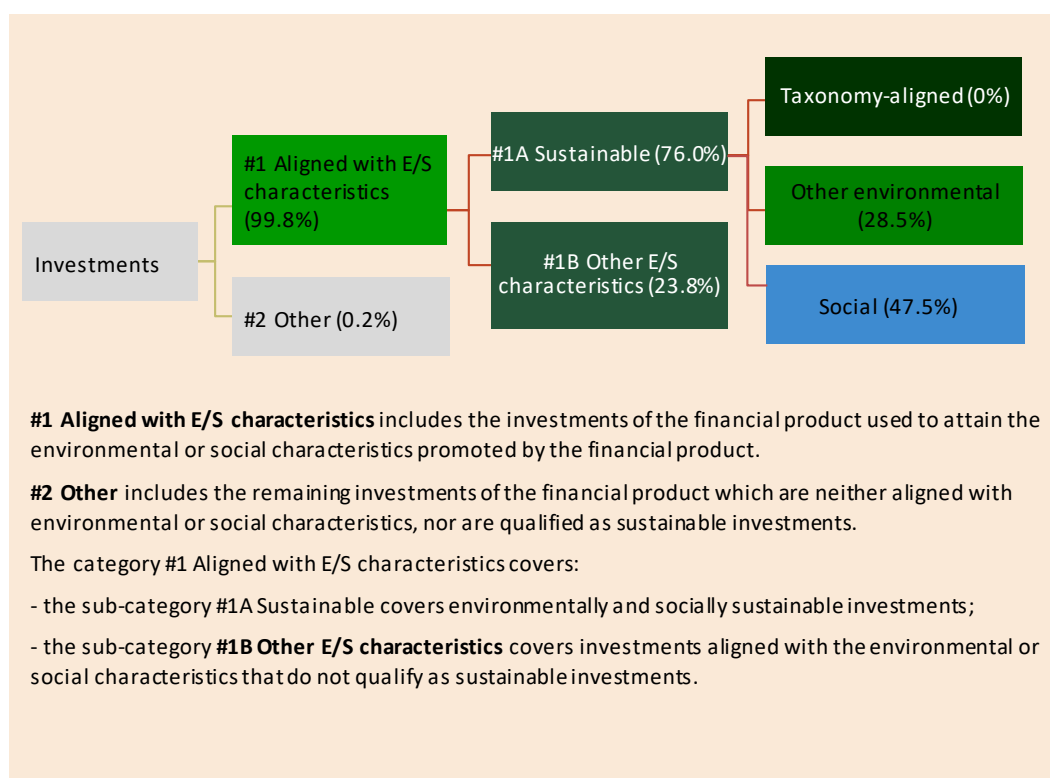 Taxonomy-aligned (0%)
#1 Aligned with E/S
characteristics
(99.8%)
#1A Sustainable (76.0%)
Other environmental
(28.5%)
Investments
#1B Other E/S
characteristics (23.8%)
#2 Other (0.2%)
Social (47.5%)
#1 Aligned with E/S characteristics includes the investments of the financial product used to attain the
environmental or social characteristics promoted by the financial product.
#2 Other includes the remaining investments of the financial product which are neither aligned with
environmental or social characteristics, nor are qualified as sustainable investments.
The category #1 Aligned with E/S characteristics covers:
- the sub-category #1A Sustainable covers environmentally and socially sustainable investments;
- the sub-category #1B Other E/S characteristics covers investments aligned with the environmental or
social characteristics that do not qualify as sustainable investments.